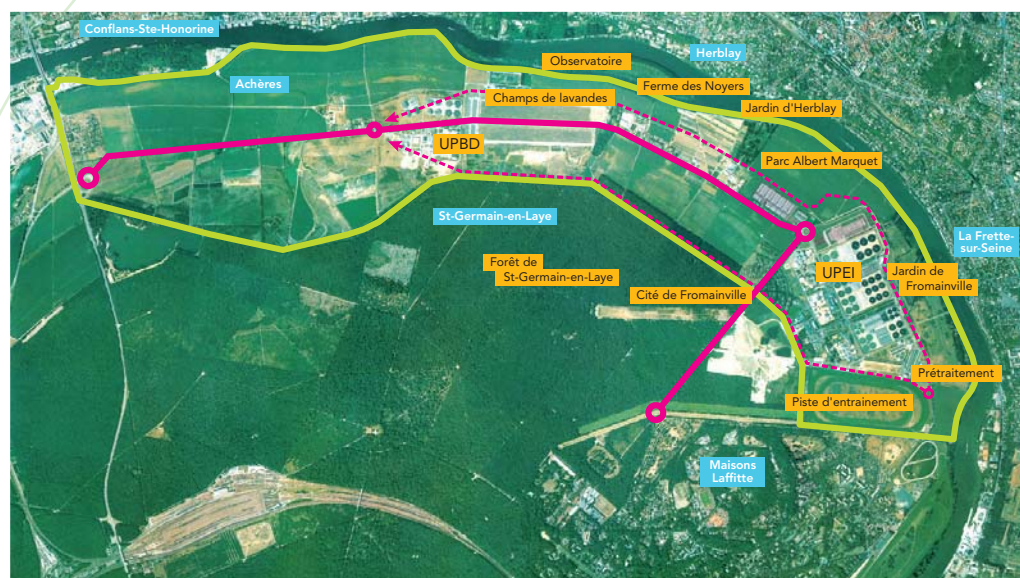 Conflans-Ste-Honorine
Herblay
Observatoire
Achères
Ferme des Noyers
Champs de lavandes
Jardin d'Herblay
UPBD
Parc Albert Marquet
St-Germain-en-Laye
La Frette-
sur-Seine
Forêt de
St-Germain-en-Laye
UPEI
Jardin de
Fromainville
Cité de Fromainville
Prétraitement
Piste d'entrainement
Maisons
Laffitte